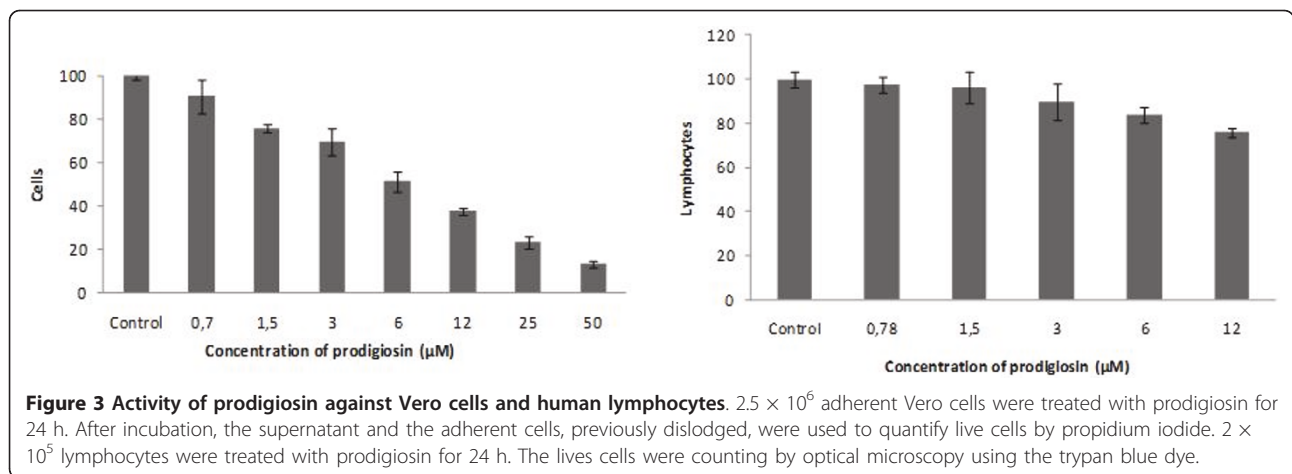 100
80
60
40
20
0
Cells
Control 0,7 1,5 3 6 12 25 50
Concentration of prodigiosin (µM)
120
100
80
60
40
20
0
Lymphocytes
Control 0,78 1,5 3 6 12
Concentration of prodigiosin (µM)
Figure 3 Activity of prodigiosin against Vero cells and human lymphocytes. 2.5 × 10⁶ adherent Vero cells were treated with prodigiosin for
24 h. After incubation, the supernatant and the adherent cells, previously dislodged, were used to quantify live cells by propidium iodide. 2 ×
10⁵ lymphocytes were treated with prodigiosin for 24 h. The lives cells were counting by optical microscopy using the trypan blue dye.